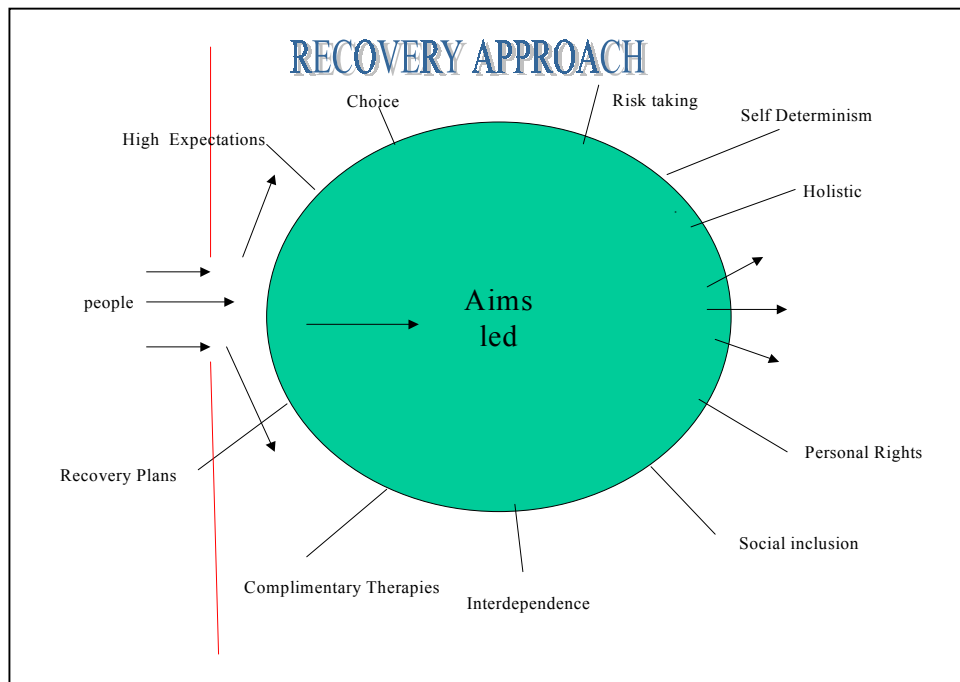 RECOVERY APPROACH
Choice
Risk taking
Self Determinism
High  Expectations
Holistic
people
Aims
led
Personal Rights
Recovery Plans
Social inclusion
Complimentary Therapies
Interdependence